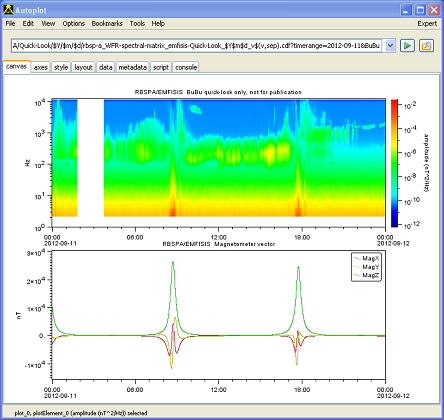 Autoplot
File Edit View Options Bookmarks Tools Help Expert
A/Quick-Look/$Y/$m/$d/rbsp-a_WFR-spectral-matrix_emfisis-Quick-Look_$Y$m$d_v$(v,sep).cdf?timerange=2012-09-11&BuBu
canvas axes style layout data metadata script console
RBSPA/EMFISIS BuBu quick-look only, not for publication
10^4
10^3
10^2
10^1
10^0
Hz
10^-2
10^-4
10^-6
10^-8
10^-10
10^-12
amplitude (nT^2/Hz)
00:00 06:00 12:00 18:00 00:00
2012-09-11 2012-09-12
RBSPA/EMFISIS Magnetometer vector
3×10^4
2×10^4
1×10^4
0
-1×10^4
nT
MagX
MagY
MagZ
00:00 06:00 12:00 18:00 00:00
2012-09-11 2012-09-12
plot_0, plotElement_0 (amplitude (nT^2/Hz)) selected